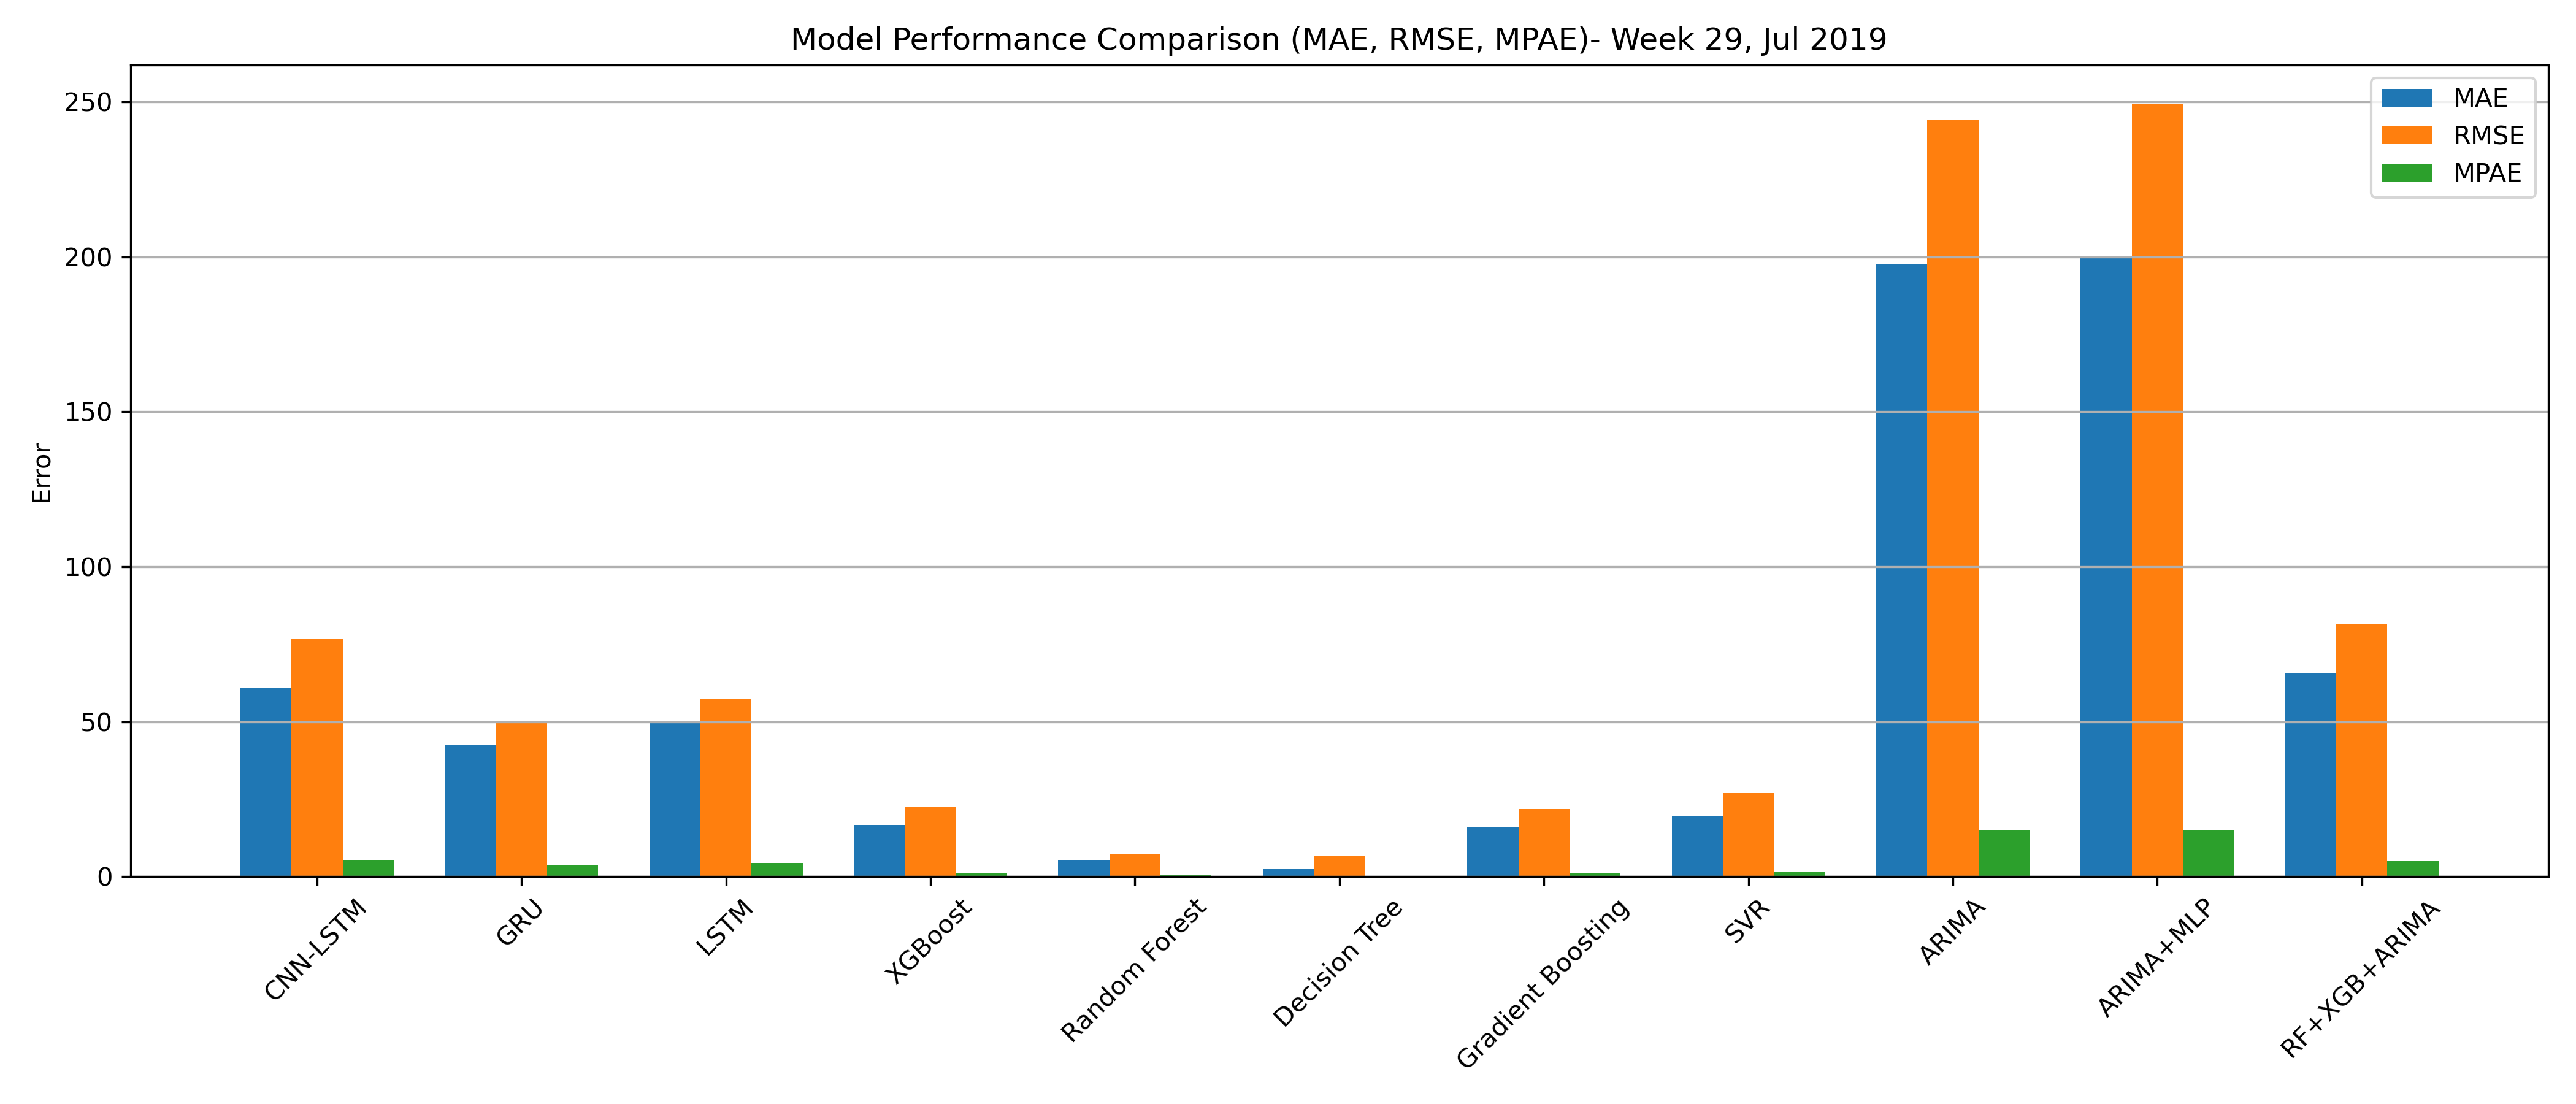 Model Performance Comparison (MAE, RMSE, MPAE)- Week 29, Jul 2019
MAE
RMSE
MPAE
Error
250
200
150
100
50
0
CNN-LSTM
GRU
LSTM
XGBoost
Random Forest
Decision Tree
Gradient Boosting
SVR
ARIMA
ARIMA+MLP
RF+XGB+ARIMA